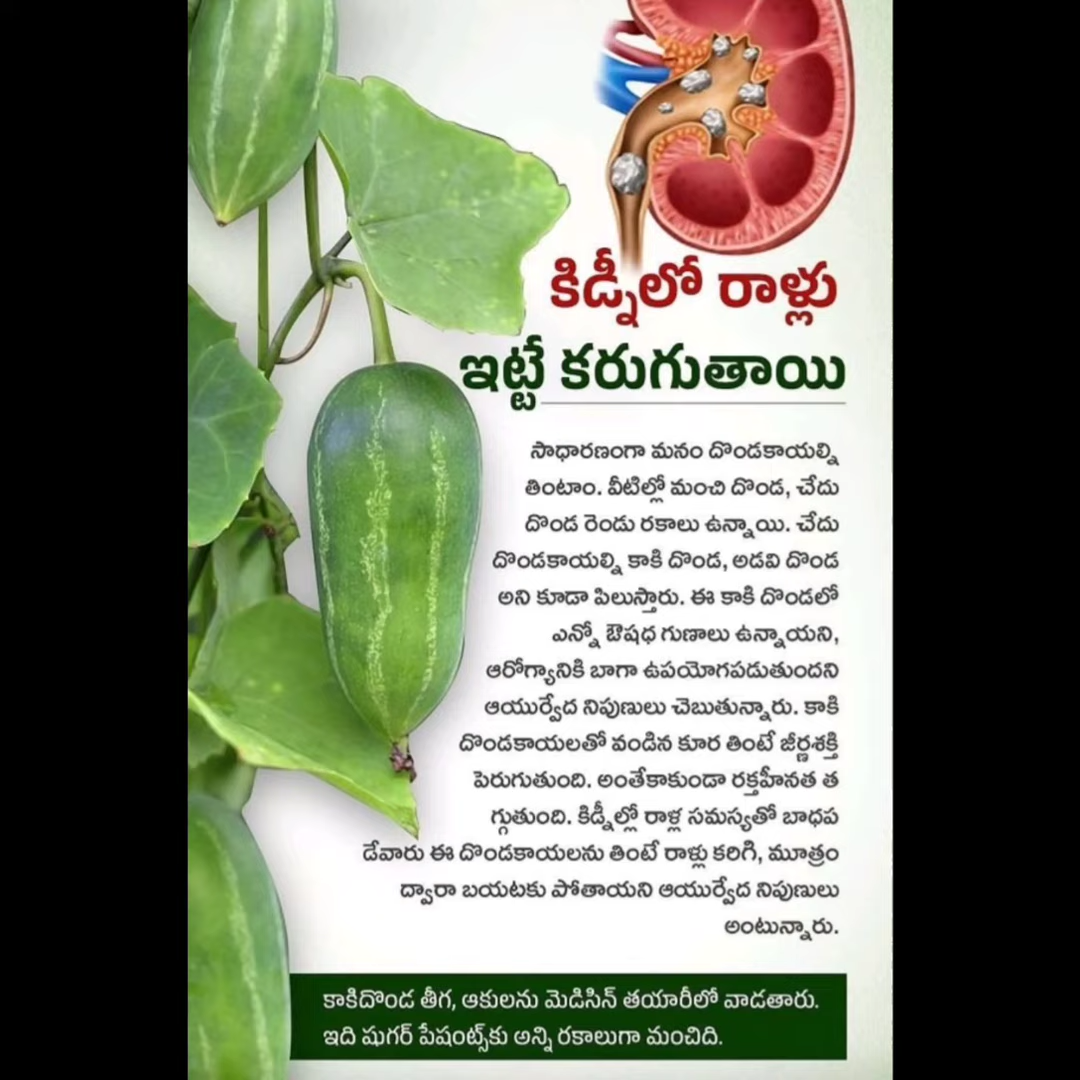 కిడ్నీలో రాళ్లు
ఇట్టే కరుగుతాయి
సాధారణంగా మనం దొండకాయల్ని
తింటాం. వీటిల్లో మంచి దొండ, చేదు
దొండ రెండు రకాలు ఉన్నాయి. చేదు
దొండకాయల్ని కాకి దొండ, అడవి దొండ
అని కూడా పిలుస్తారు. ఈ కాకి దొండలో
ఎన్నో ఔషధ గుణాలు ఉన్నాయని,
ఆరోగ్యానికి బాగా ఉపయోగపడుతుందని
ఆయుర్వేద నిపుణులు చెబుతున్నారు. కాకి
దొండకాయలతో వండిన కూర తింటే జీర్ణశక్తి
పెరుగుతుంది. అంతేకాకుండా రక్తహీనత త
గ్గుతుంది. కిడ్నీల్లో రాళ్ల సమస్యతో బాధప
డేవారు ఈ దొండకాయలను తింటే రాళ్లు కరిగి, మూత్రం
ద్వారా బయటకు పోతాయని ఆయుర్వేద నిపుణులు
అంటున్నారు.
కాకిదొండ తీగ, ఆకులను మెడిసిన్ తయారీలో వాడతారు.
ఇది షుగర్ పేషంట్స్‌కు అన్ని రకాలుగా మంచిది.